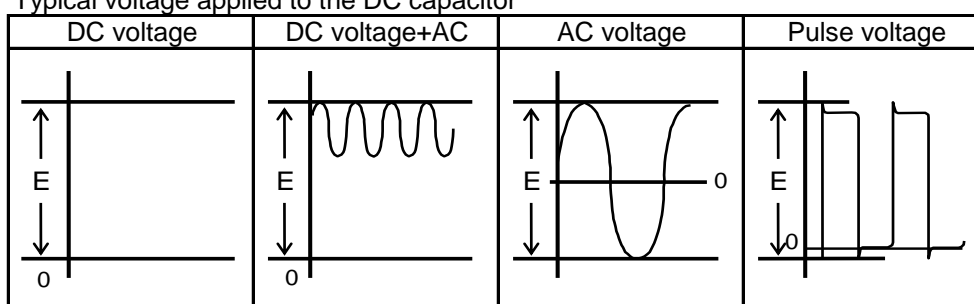 Typical voltage applied to the DC capacitor
DC voltage DC voltage+AC AC voltage Pulse voltage
E E E 0 E
0
0 0